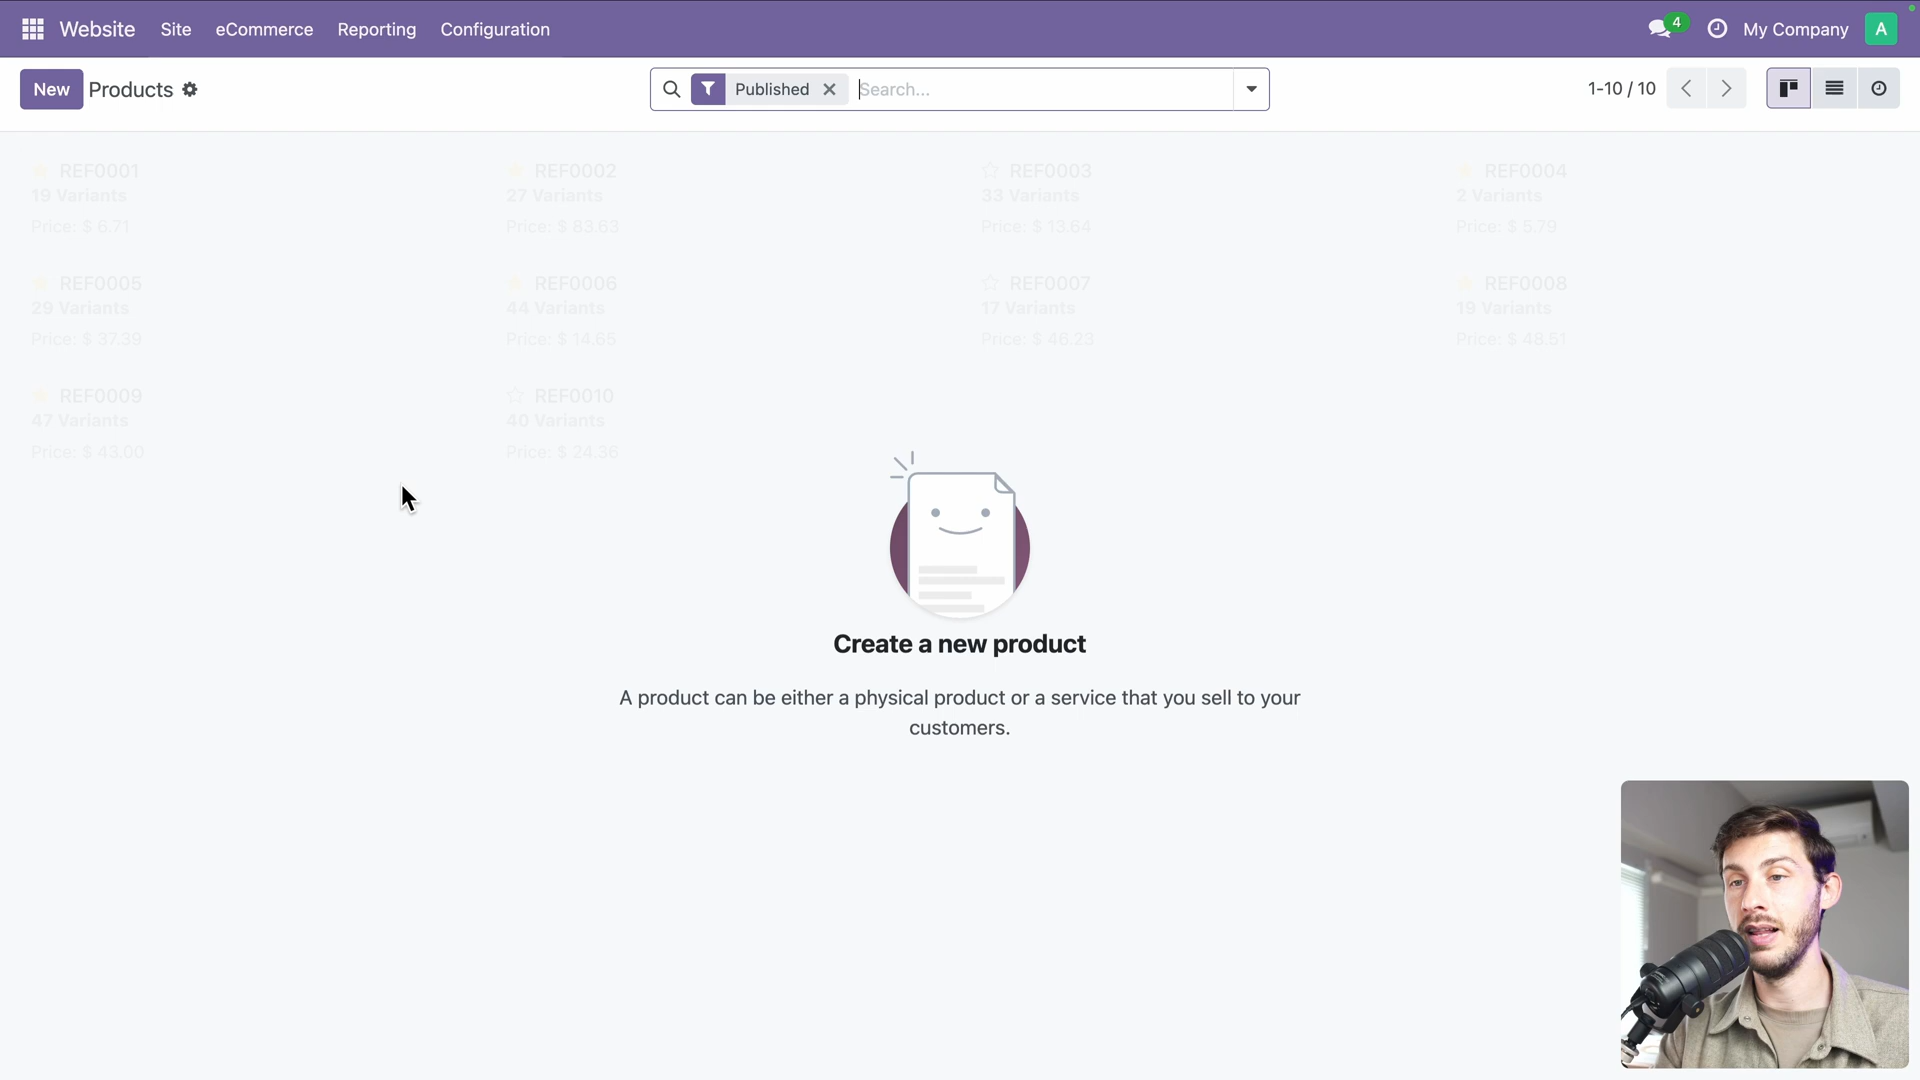 Website Site eCommerce Reporting Configuration 4 My Company A
New Products Published Search... 1-10 / 10
REF0001 REF0002 REF0003 REF0004
19 Variants 27 Variants 33 Variants 2 Variants
Price: $ 6.71 Price: $ 83.63 Price: $ 13.64 Price: $ 5.79
REF0005 REF0006 REF0007 REF0008
29 Variants 44 Variants 17 Variants 19 Variants
Price: $ 37.39 Price: $ 14.65 Price: $ 46.23 Price: $ 48.51
REF0009 REF0010
47 Variants 40 Variants
Price: $ 43.00 Price: $ 24.36
Create a new product
A product can be either a physical product or a service that you sell to your
customers.